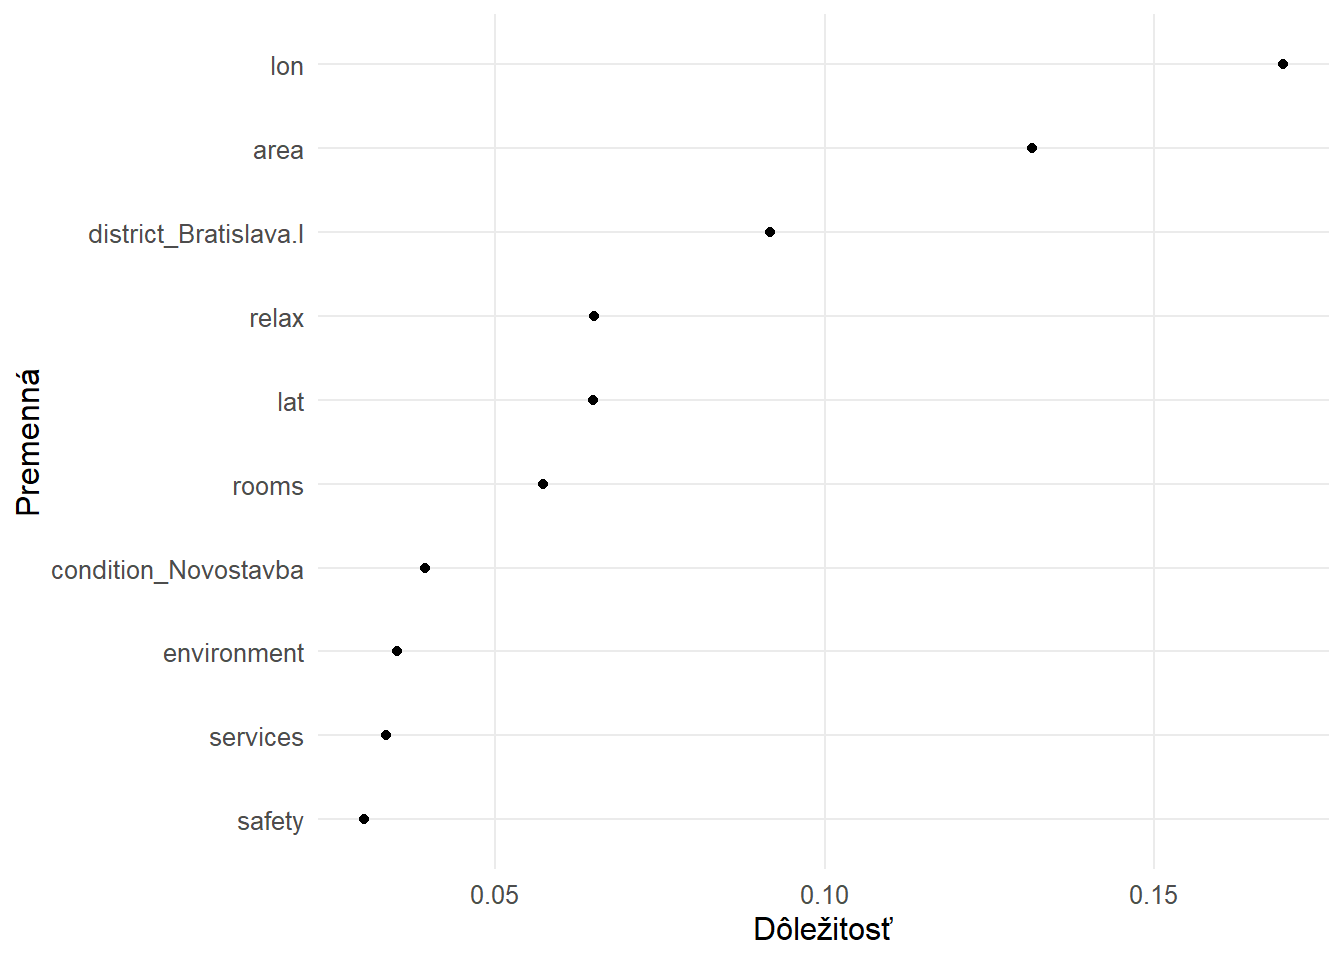 lon
area
district_Bratislava.I
relax
lat
rooms
condition_Novostavba
environment
services
safety
Premenná
0.05 0.10 0.15
Dôležitosť